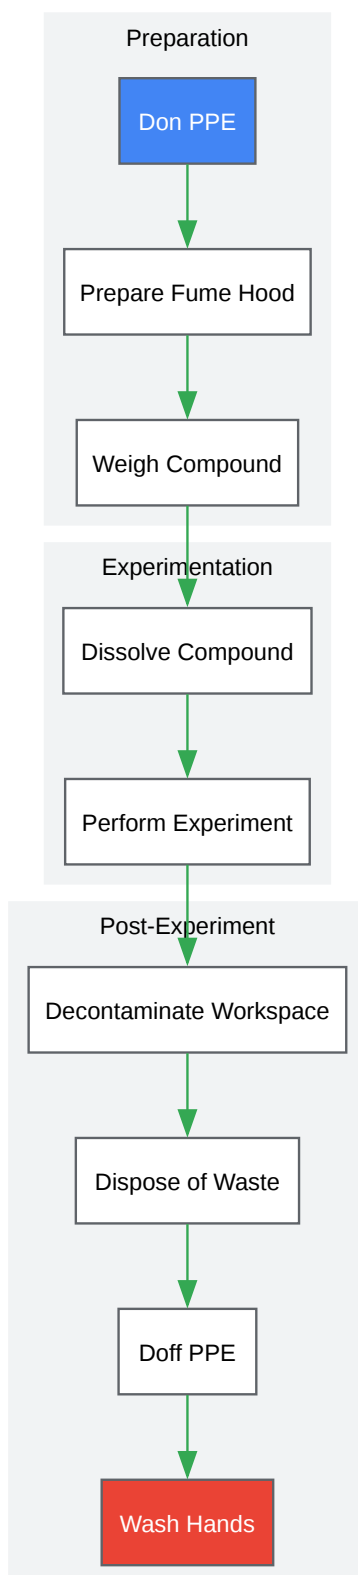 Preparation
Don PPE
Prepare Fume Hood
Weigh Compound
Experimentation
Dissolve Compound
Perform Experiment
Post-Experiment
Decontaminate Workspace
Dispose of Waste
Doff PPE
Wash Hands